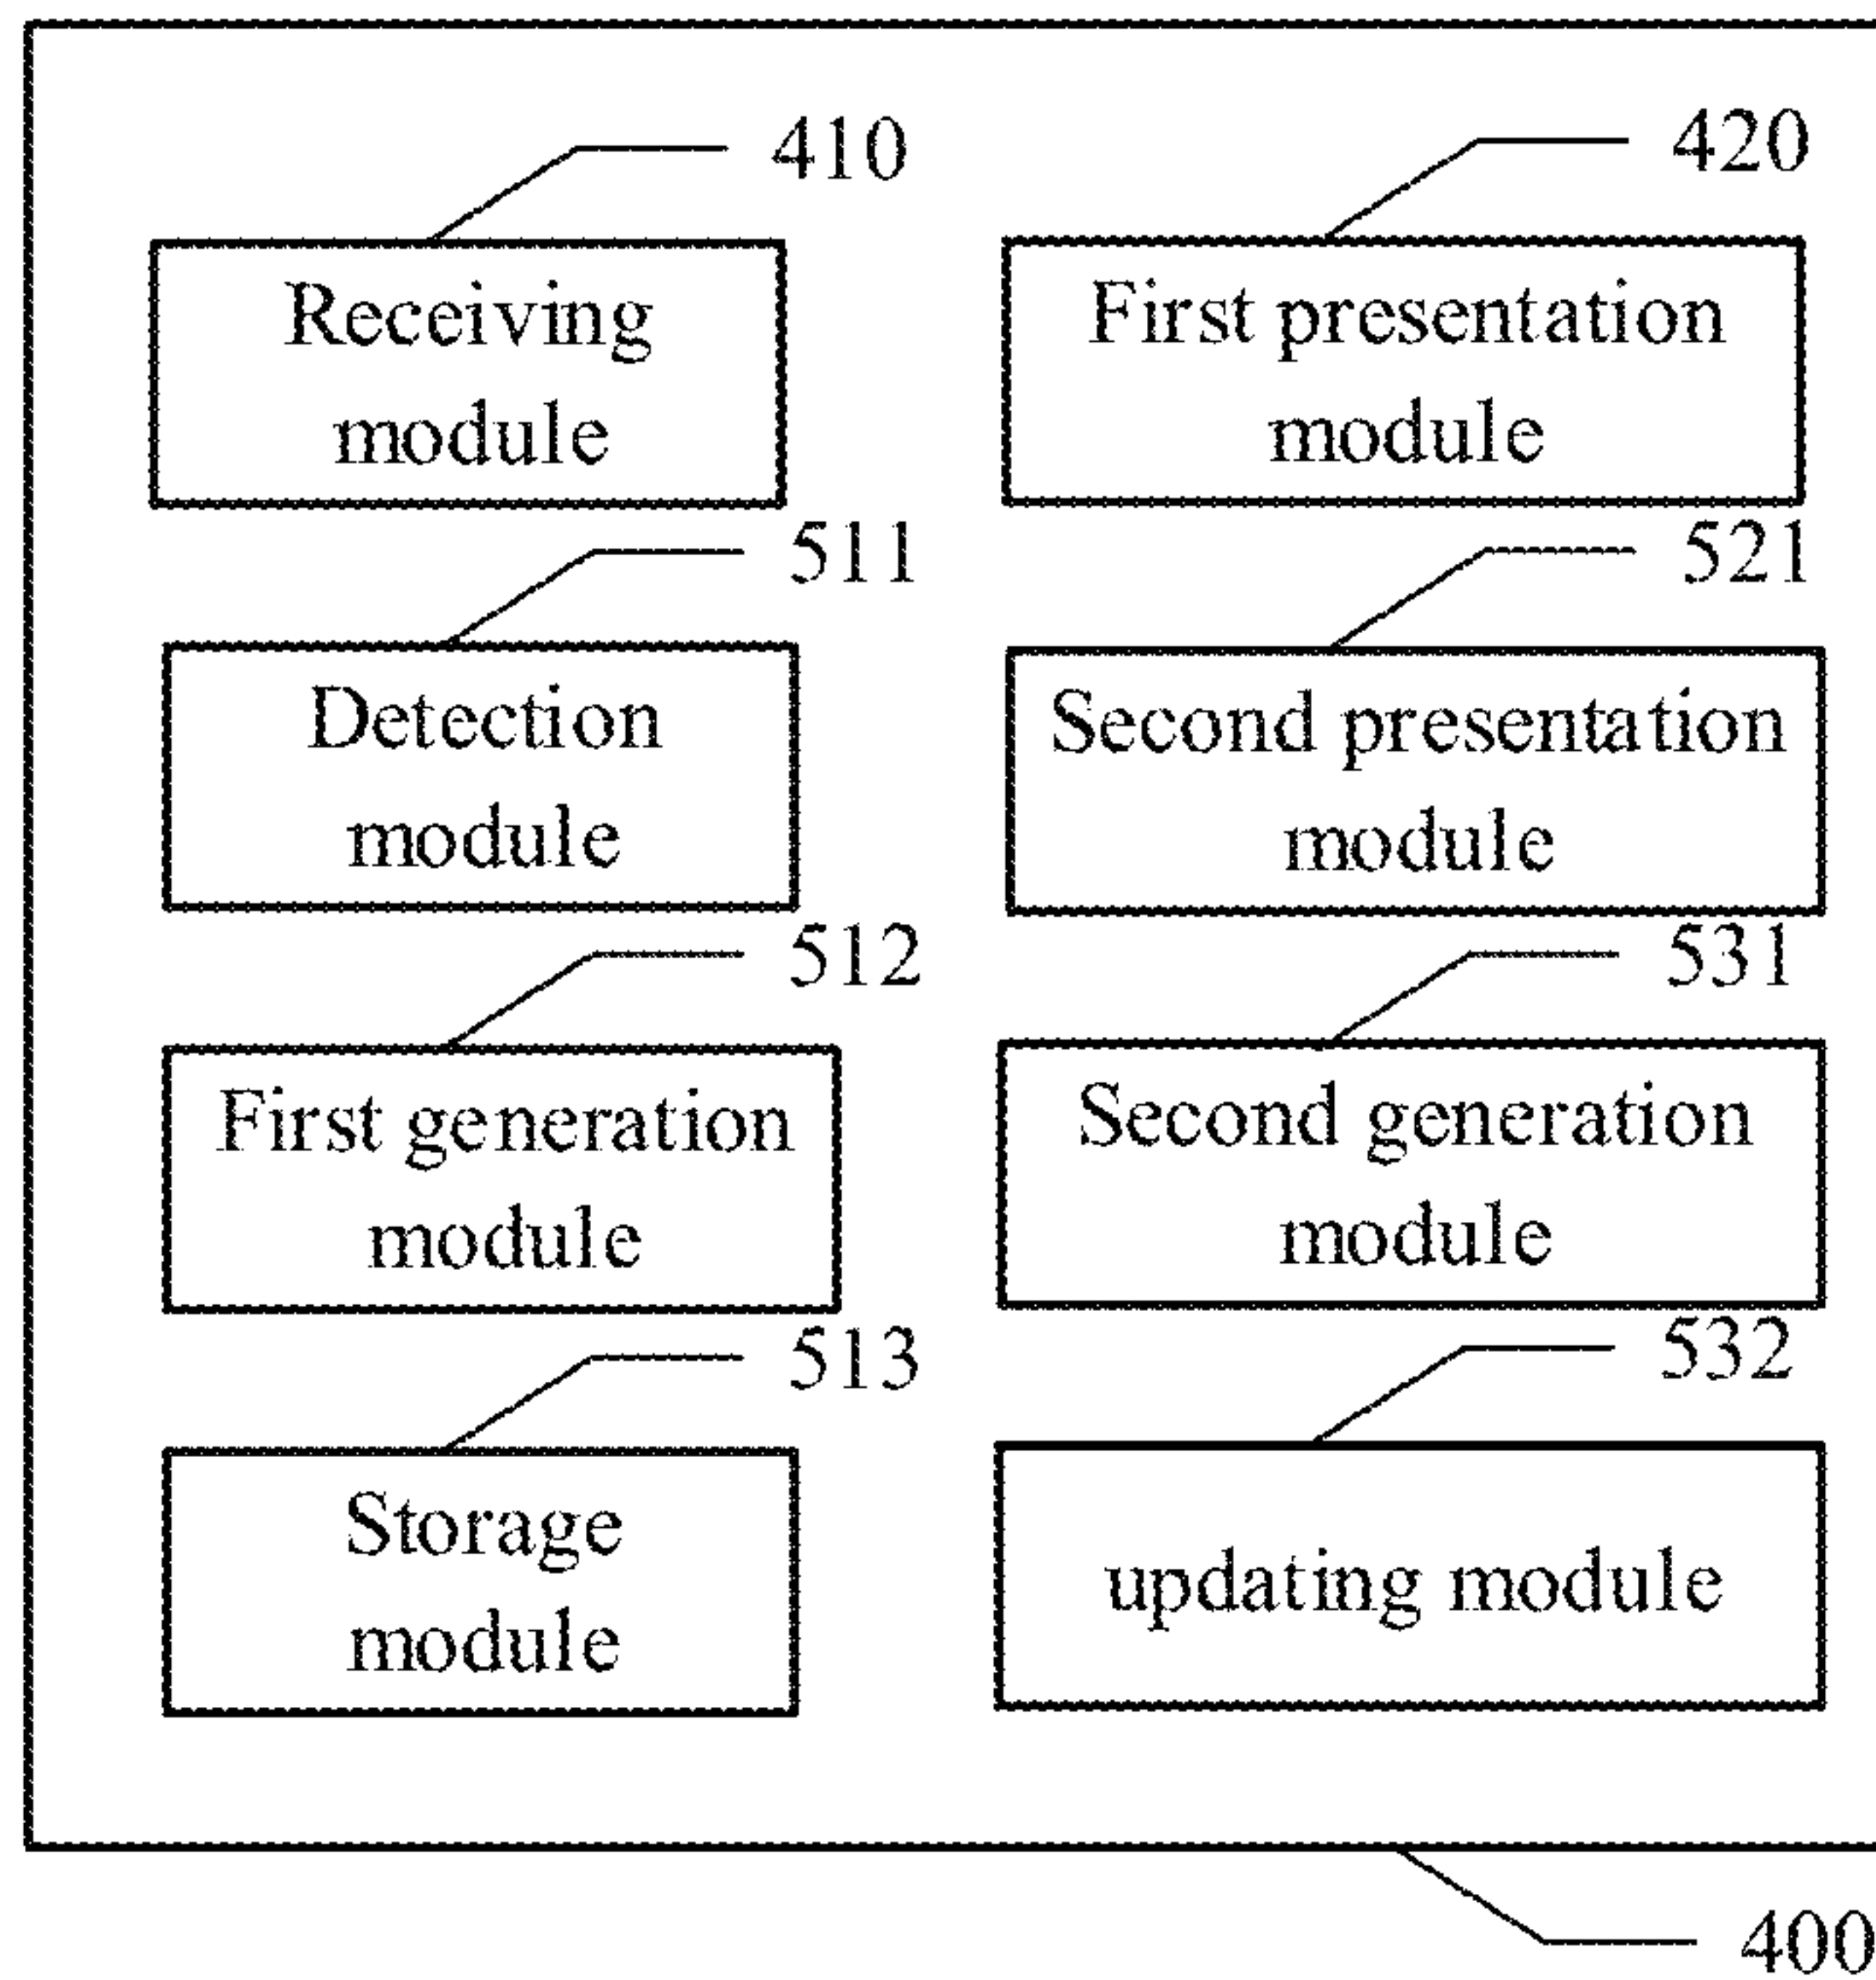 410
420
Receiving
module
First presentation
module
511
521
Detection
module
Second presentation
module
512
531
First generation
module
Second generation
module
513
532
Storage
module
updating module
400